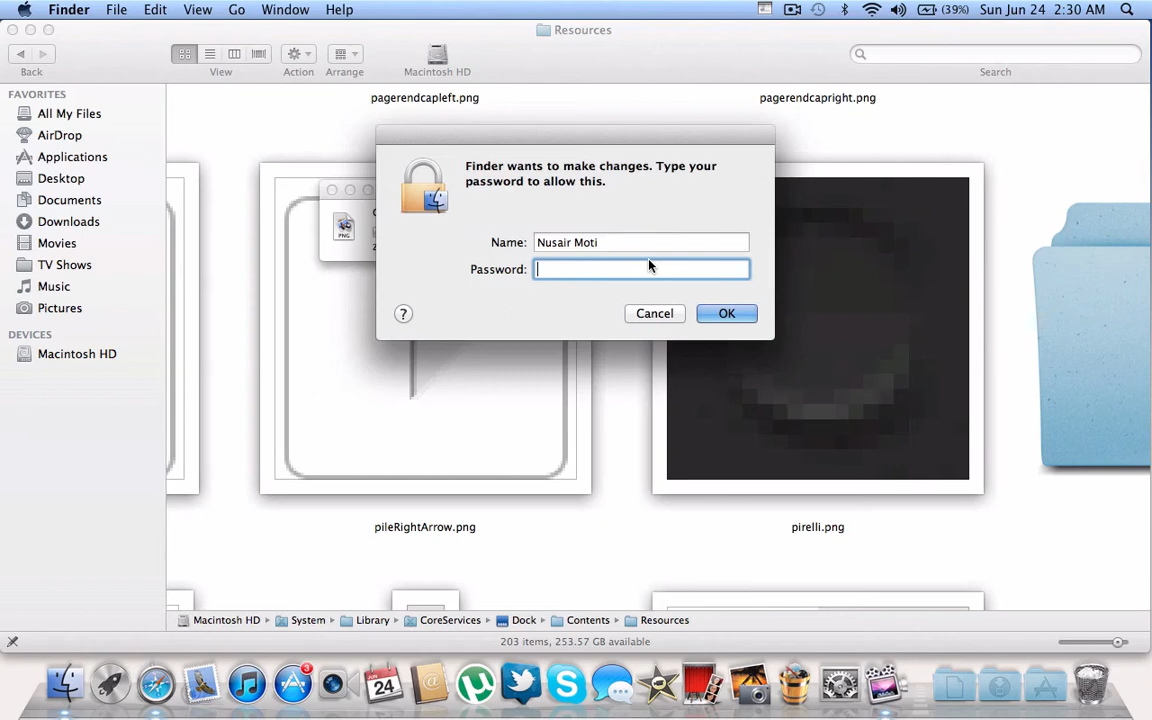 Finder File Edit View Go Window Help (39%) Sun Jun 24 2:30 AM
Resources
Back View Action Arrange Macintosh HD Search
FAVORITES
All My Files
AirDrop
Applications
Desktop
Documents
Downloads
Movies
TV Shows
Music
Pictures
DEVICES
Macintosh HD
pagerendcapleft.png pagerendcapright.png
Finder wants to make changes. Type your
password to allow this.
Name: Nusair Moti
Password:
? Cancel OK
PNG
pileRightArrow.png pirelli.png
Macintosh HD System Library CoreServices Dock Contents Resources
203 items, 253.57 GB available
3
JUN
24